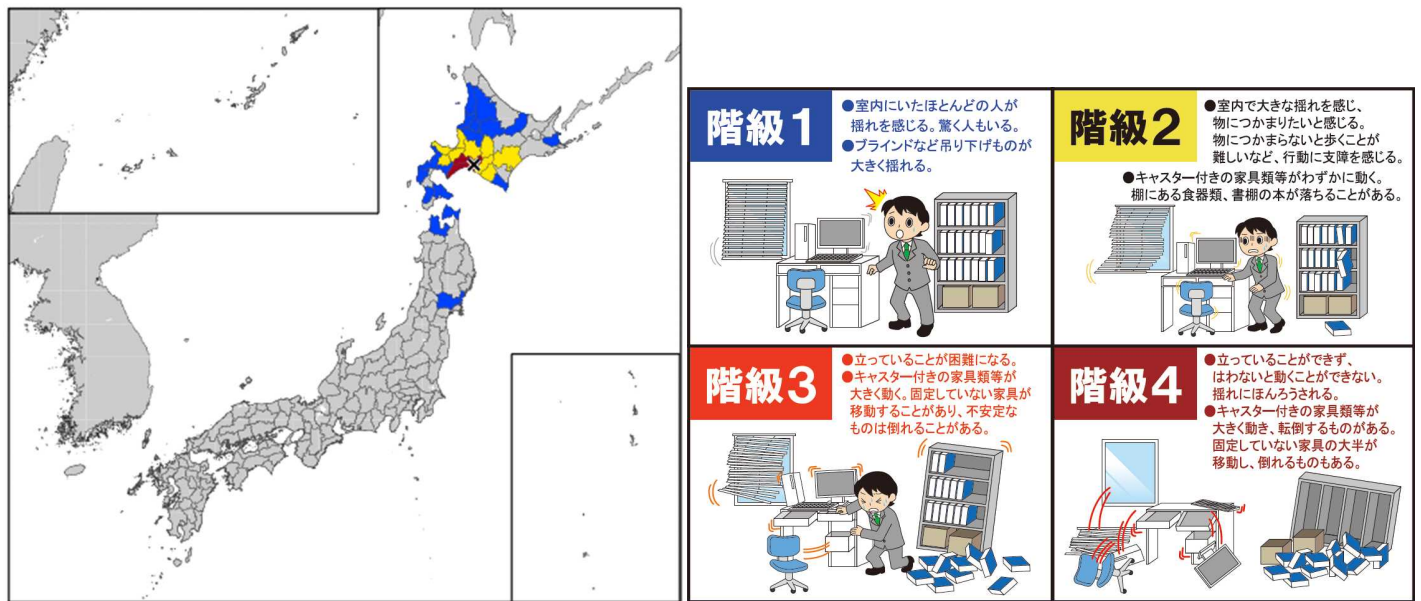 階級1
●室内にいたほとんどの人が
揺れを感じる。驚く人もいる。
●ブラインドなど吊り下げものが
大きく揺れる。
階級2
●室内で大きな揺れを感じ、
物につかまりたいと感じる。
物につかまらないと歩くことが
難しいなど、行動に支障を感じる。
●キャスター付きの家具類等がわずかに動く。
棚にある食器類、書棚の本が落ちることがある。
階級3
●立っていることが困難になる。
●キャスター付きの家具類等が
大きく動く。固定していない家具が
移動することがあり、不安定な
ものは倒れることがある。
階級4
●立っていることができず、
はわないと動くことができない。
揺れにほんろうされる。
●キャスター付きの家具類等が
大きく動き、転倒するものがある。
固定していない家具の大半が
移動し、倒れるものもある。